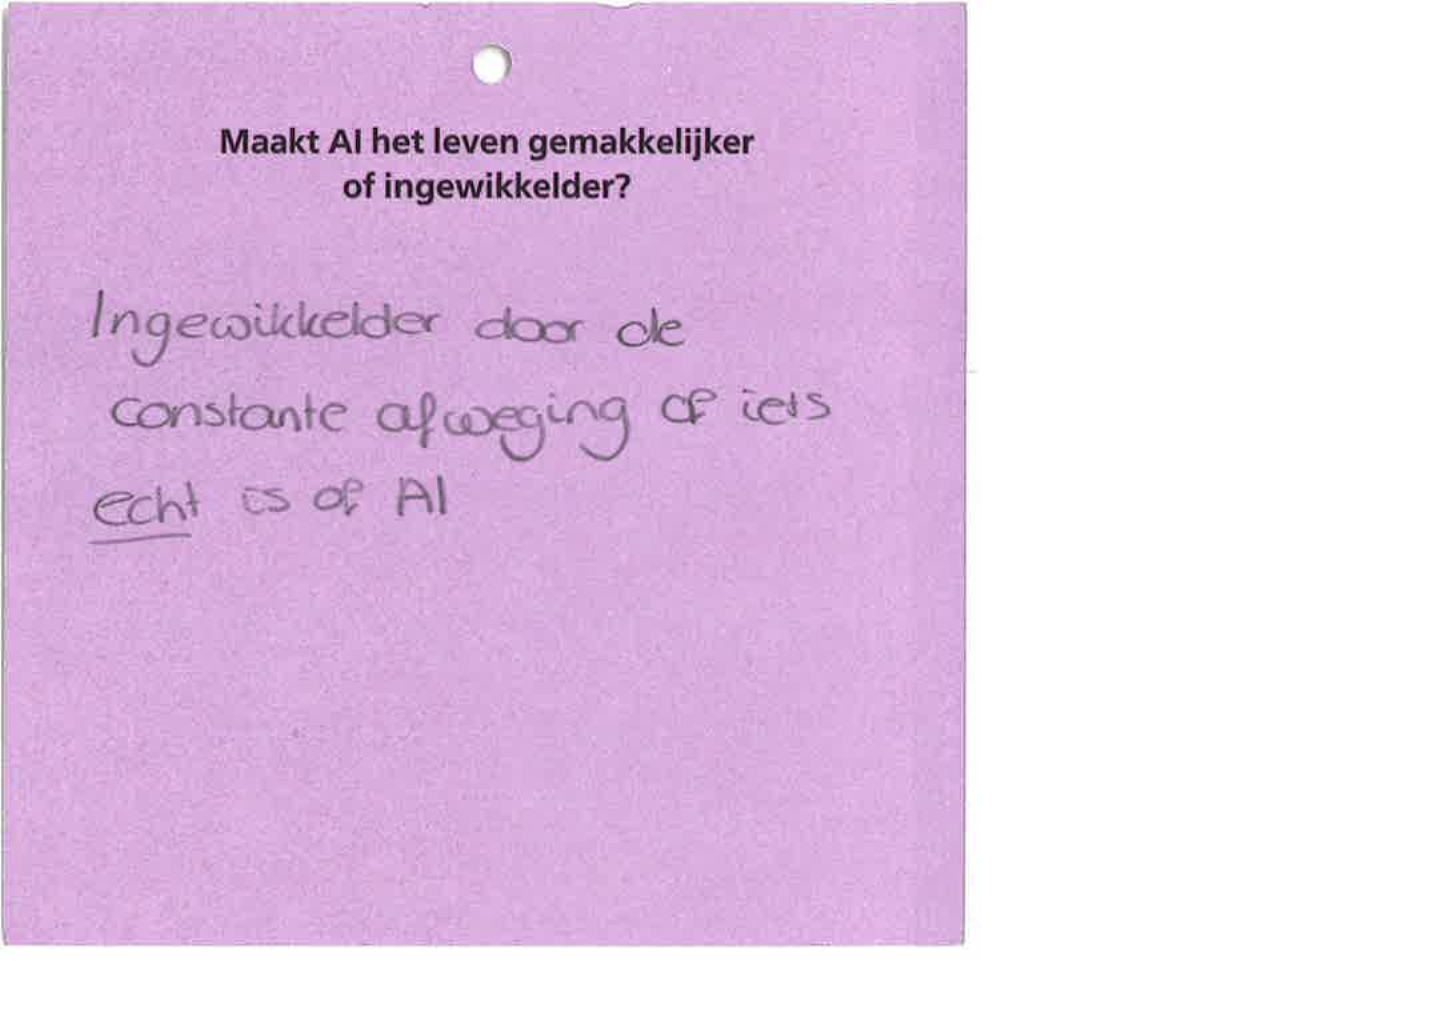 Maakt AI het leven gemakkelijker
of ingewikkelder?
Ingewikkelder door de
constante afweging of iets
echt is of AI